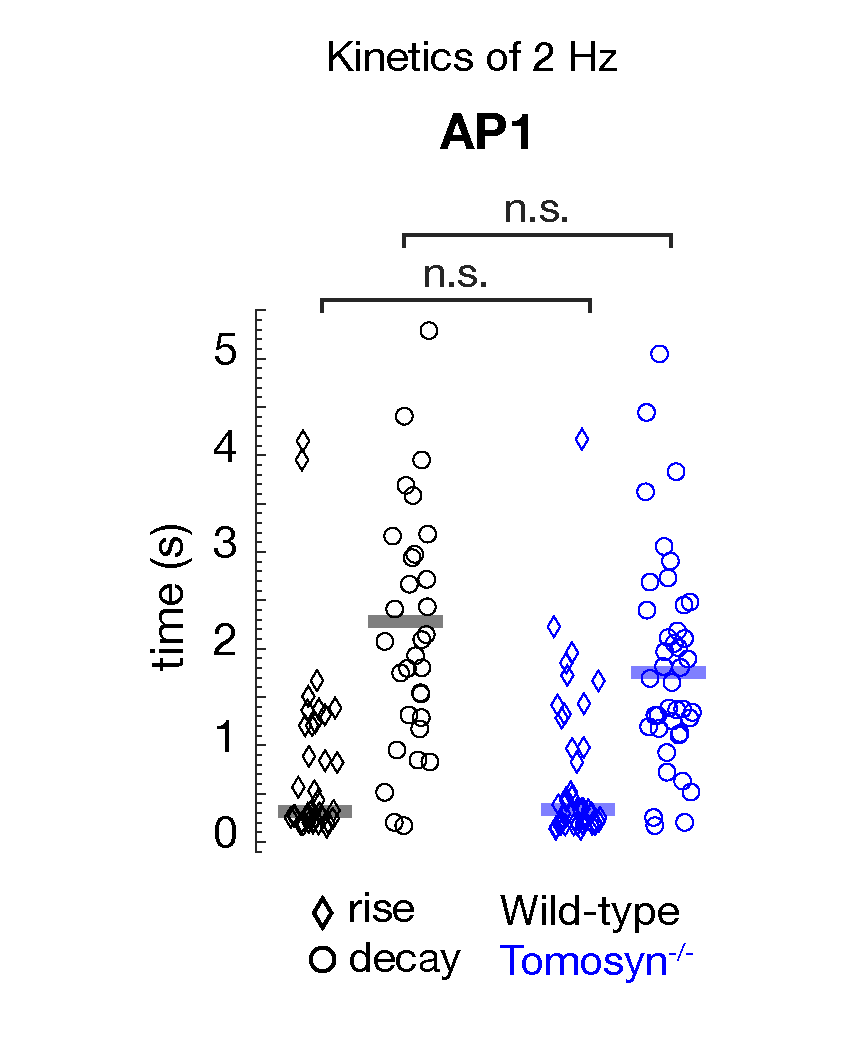 Kinetics of 2 Hz
AP1
n.s.
n.s.
5
4
3
2
1
0
time (s)
rise
decay
Wild-type
Tomosyn-/-